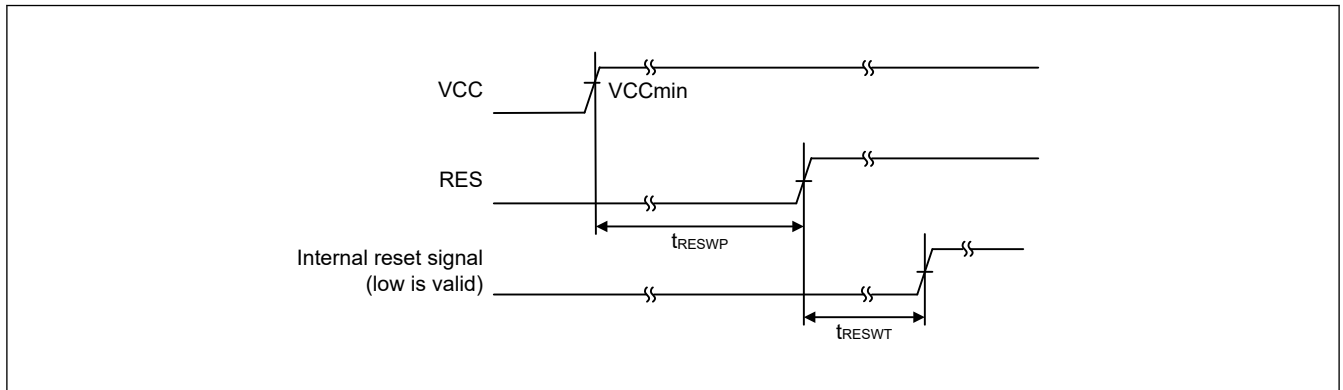 VCC
VCCmin
RES
tRESWP
Internal reset signal
(low is valid)
tRESWT